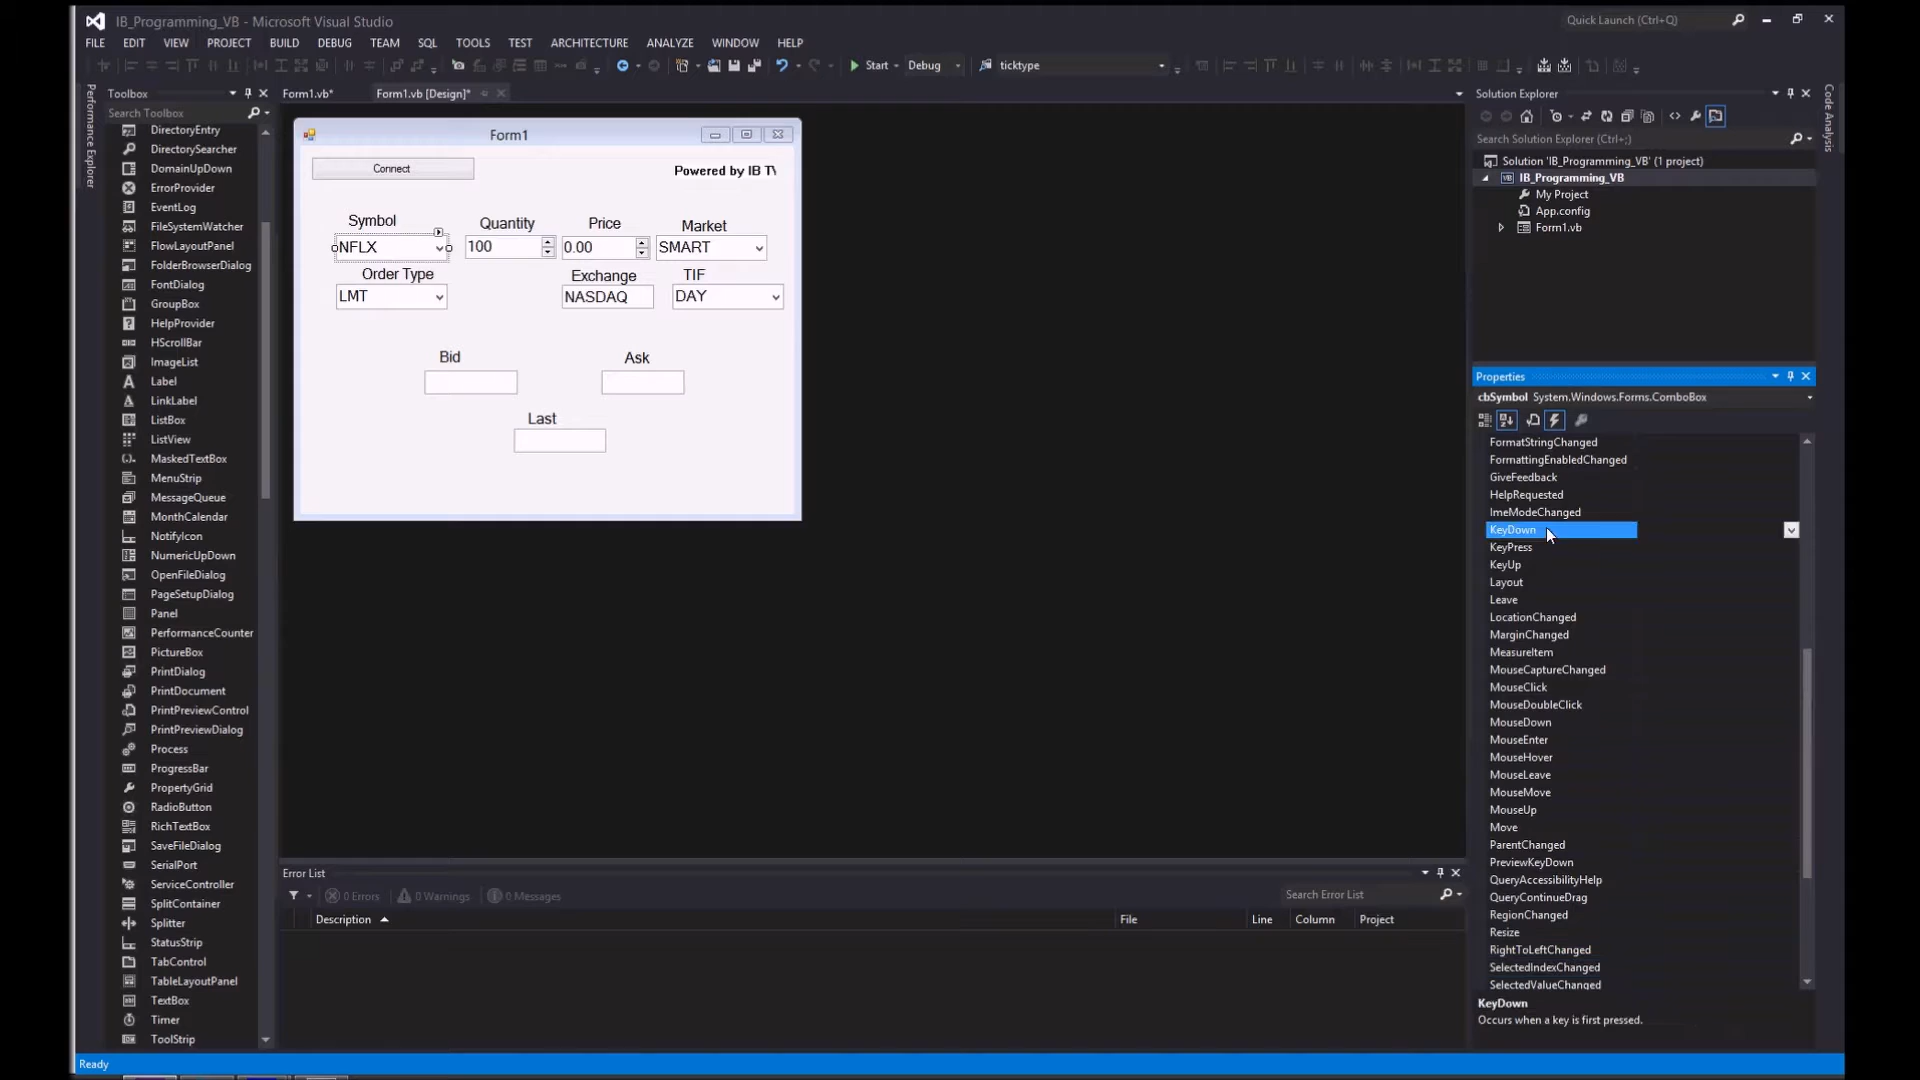 IB_Programming_VB - Microsoft Visual Studio
Quick Launch (Ctrl+Q)
FILE EDIT VIEW PROJECT BUILD DEBUG TEAM SQL TOOLS TEST ARCHITECTURE ANALYZE WINDOW HELP
Start Debug ticktype
Performance Explorer
Toolbox
Search Toolbox
DirectoryEntry
DirectorySearcher
DomainUpDown
ErrorProvider
EventLog
FileSystemWatcher
FlowLayoutPanel
FolderBrowserDialog
FontDialog
GroupBox
HelpProvider
HScrollBar
ImageList
Label
LinkLabel
ListBox
ListView
MaskedTextBox
MenuStrip
MessageQueue
MonthCalendar
NotifyIcon
NumericUpDown
OpenFileDialog
PageSetupDialog
Panel
PerformanceCounter
PictureBox
PrintDialog
PrintDocument
PrintPreviewControl
PrintPreviewDialog
Process
ProgressBar
PropertyGrid
RadioButton
RichTextBox
SaveFileDialog
SerialPort
ServiceController
SplitContainer
Splitter
StatusStrip
TabControl
TableLayoutPanel
TextBox
Timer
ToolStrip
Form1.vb* Form1.vb [Design]*
Form1
Connect
Powered by IB T\
Symbol Quantity Price Market
NFLX 100 0.00 SMART
Order Type Exchange TIF
LMT NASDAQ DAY
Bid Ask
Last
Error List
0 Errors 0 Warnings 0 Messages
Search Error List
Description File Line Column Project
Solution Explorer
Search Solution Explorer (Ctrl+;)
Solution 'IB_Programming_VB' (1 project)
VB IB_Programming_VB
My Project
App.config
Form1.vb
Code Analysis
Properties
cbSymbol System.Windows.Forms.ComboBox
FormatStringChanged
FormattingEnabledChanged
GiveFeedback
HelpRequested
ImeModeChanged
KeyDown
KeyPress
KeyUp
Layout
Leave
LocationChanged
MarginChanged
MeasureItem
MouseCaptureChanged
MouseClick
MouseDoubleClick
MouseDown
MouseEnter
MouseHover
MouseLeave
MouseMove
MouseUp
Move
ParentChanged
PreviewKeyDown
QueryAccessibilityHelp
QueryContinueDrag
RegionChanged
Resize
RightToLeftChanged
SelectedIndexChanged
SelectedValueChanged
KeyDown
Occurs when a key is first pressed.
Ready